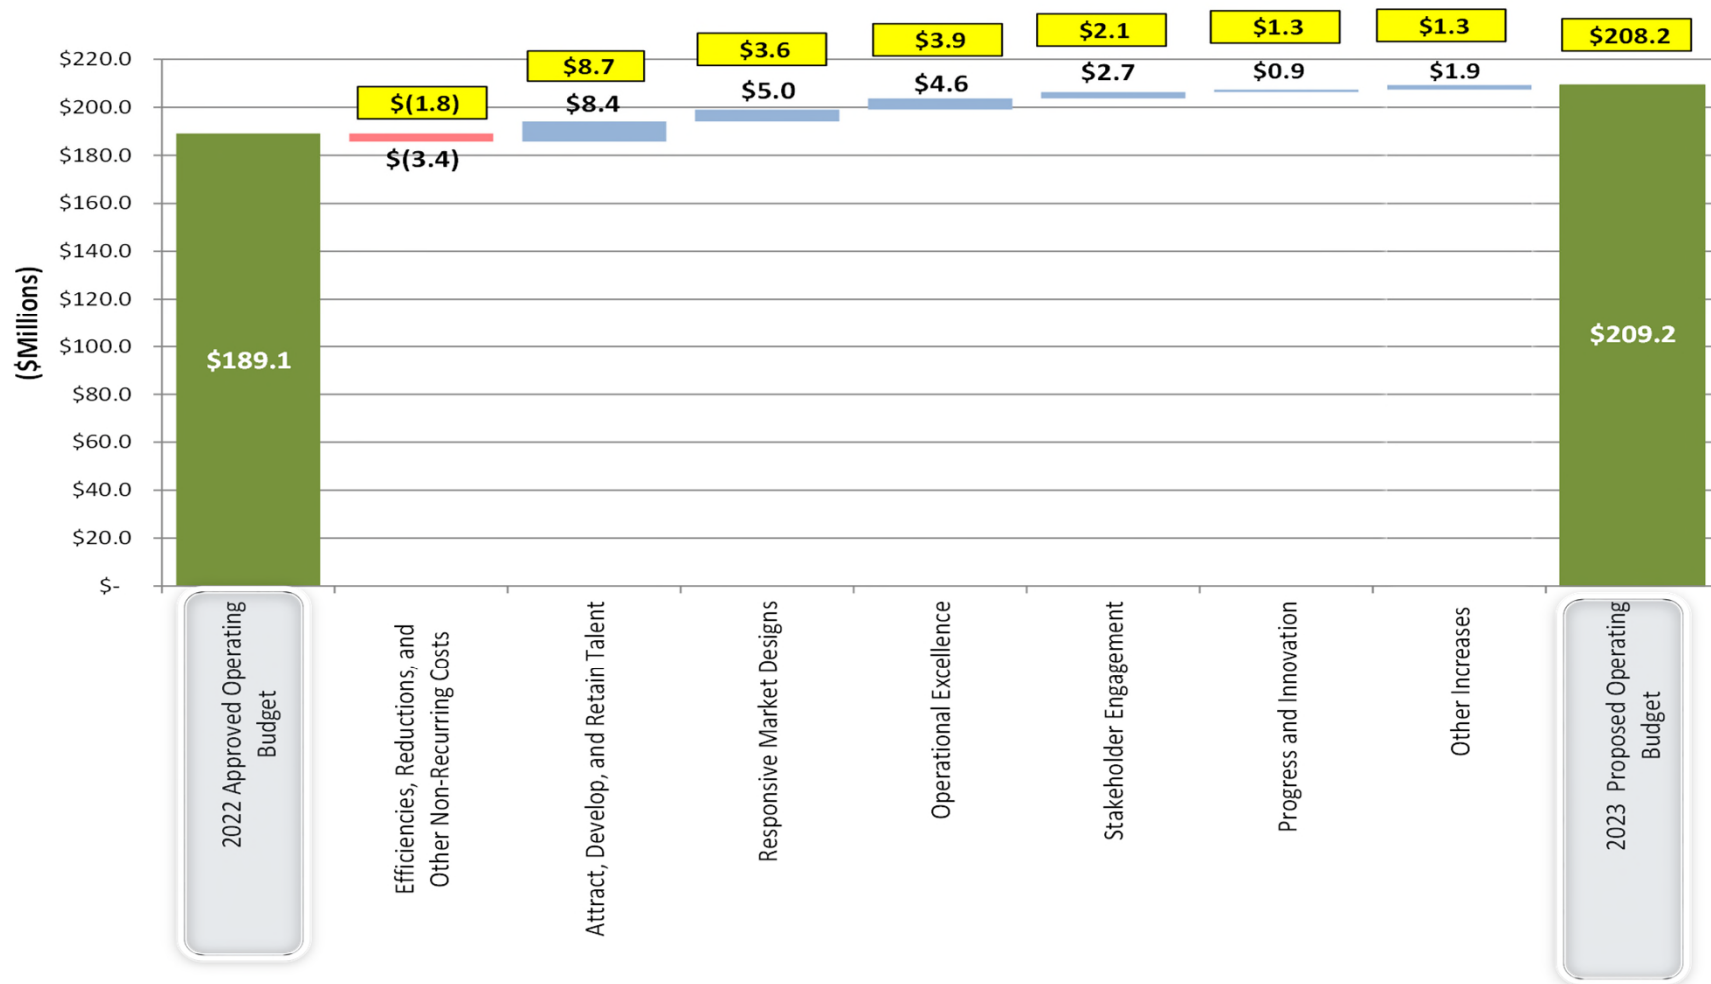 $(1.8)
$8.7
$3.6
$3.9
$2.1
$1.3
$1.3
$208.2
($Millions)
$220.0
$200.0
$180.0
$160.0
$140.0
$120.0
$100.0
$80.0
$60.0
$40.0
$20.0
$-
$189.1
$(3.4)
$8.4
$5.0
$4.6
$2.7
$0.9
$1.9
$209.2
2022 Approved Operating
Budget
Efficiencies, Reductions, and
Other Non-Recurring Costs
Attract, Develop, and Retain Talent
Responsive Market Designs
Operational Excellence
Stakeholder Engagement
Progress and Innovation
Other Increases
2023 Proposed Operating
Budget